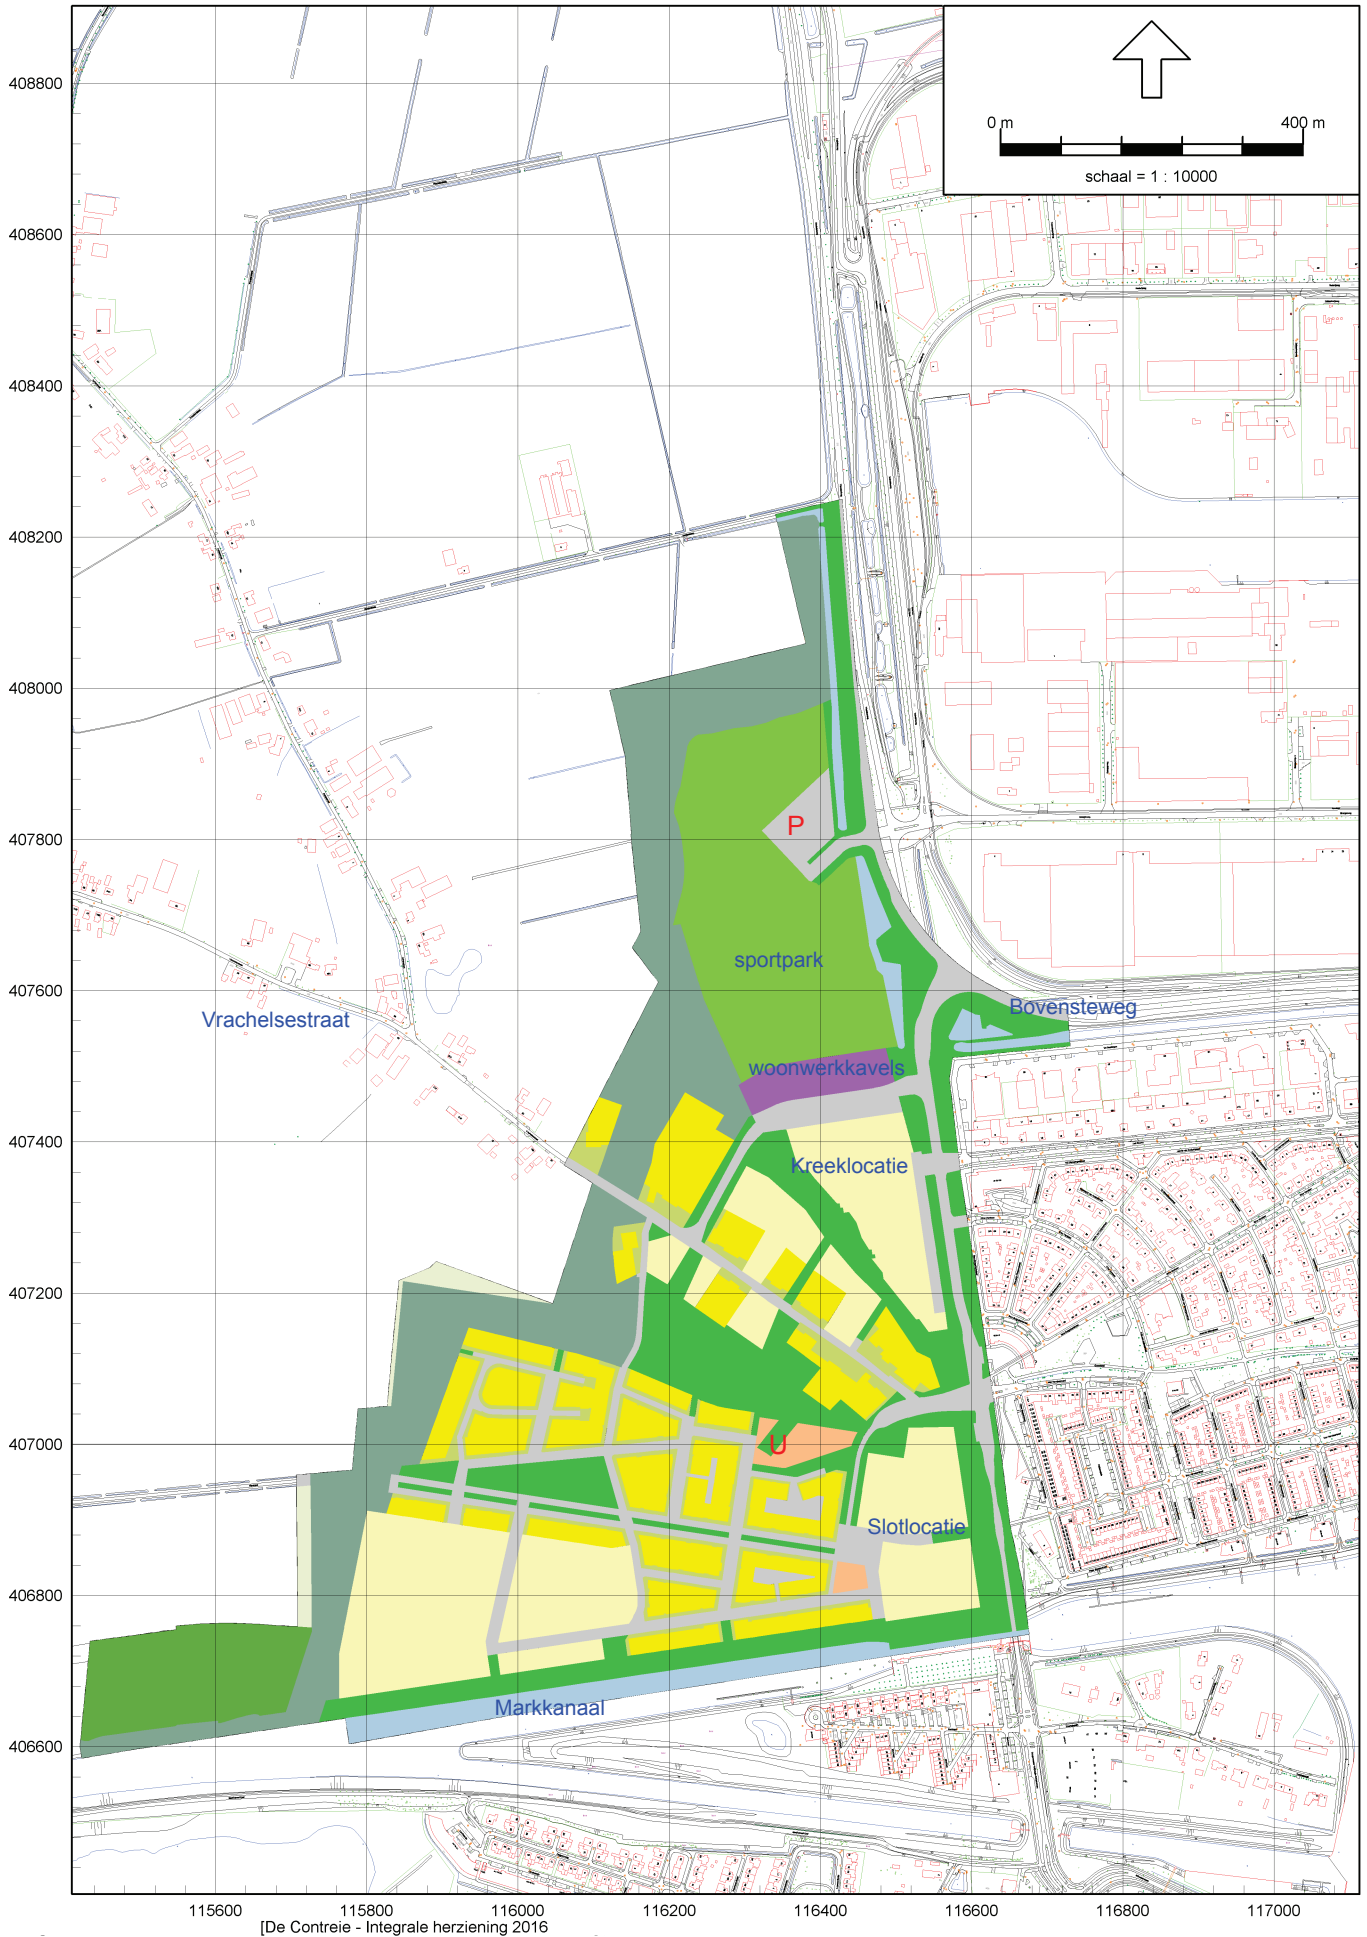 0 m 400 m
schaal = 1 : 10000
408800
408600
408400
408200
408000
407800
407600
407400
407200
407000
406800
406600
P
sportpark
Bovensteweg
Vrachelsestraat
woonwerkkavels
Kreeklocatie
U
Slotlocatie
Markkanaal
115600 115800 116000 116200 116400 116600 116800 117000
[De Contreie - Integrale herziening 2016